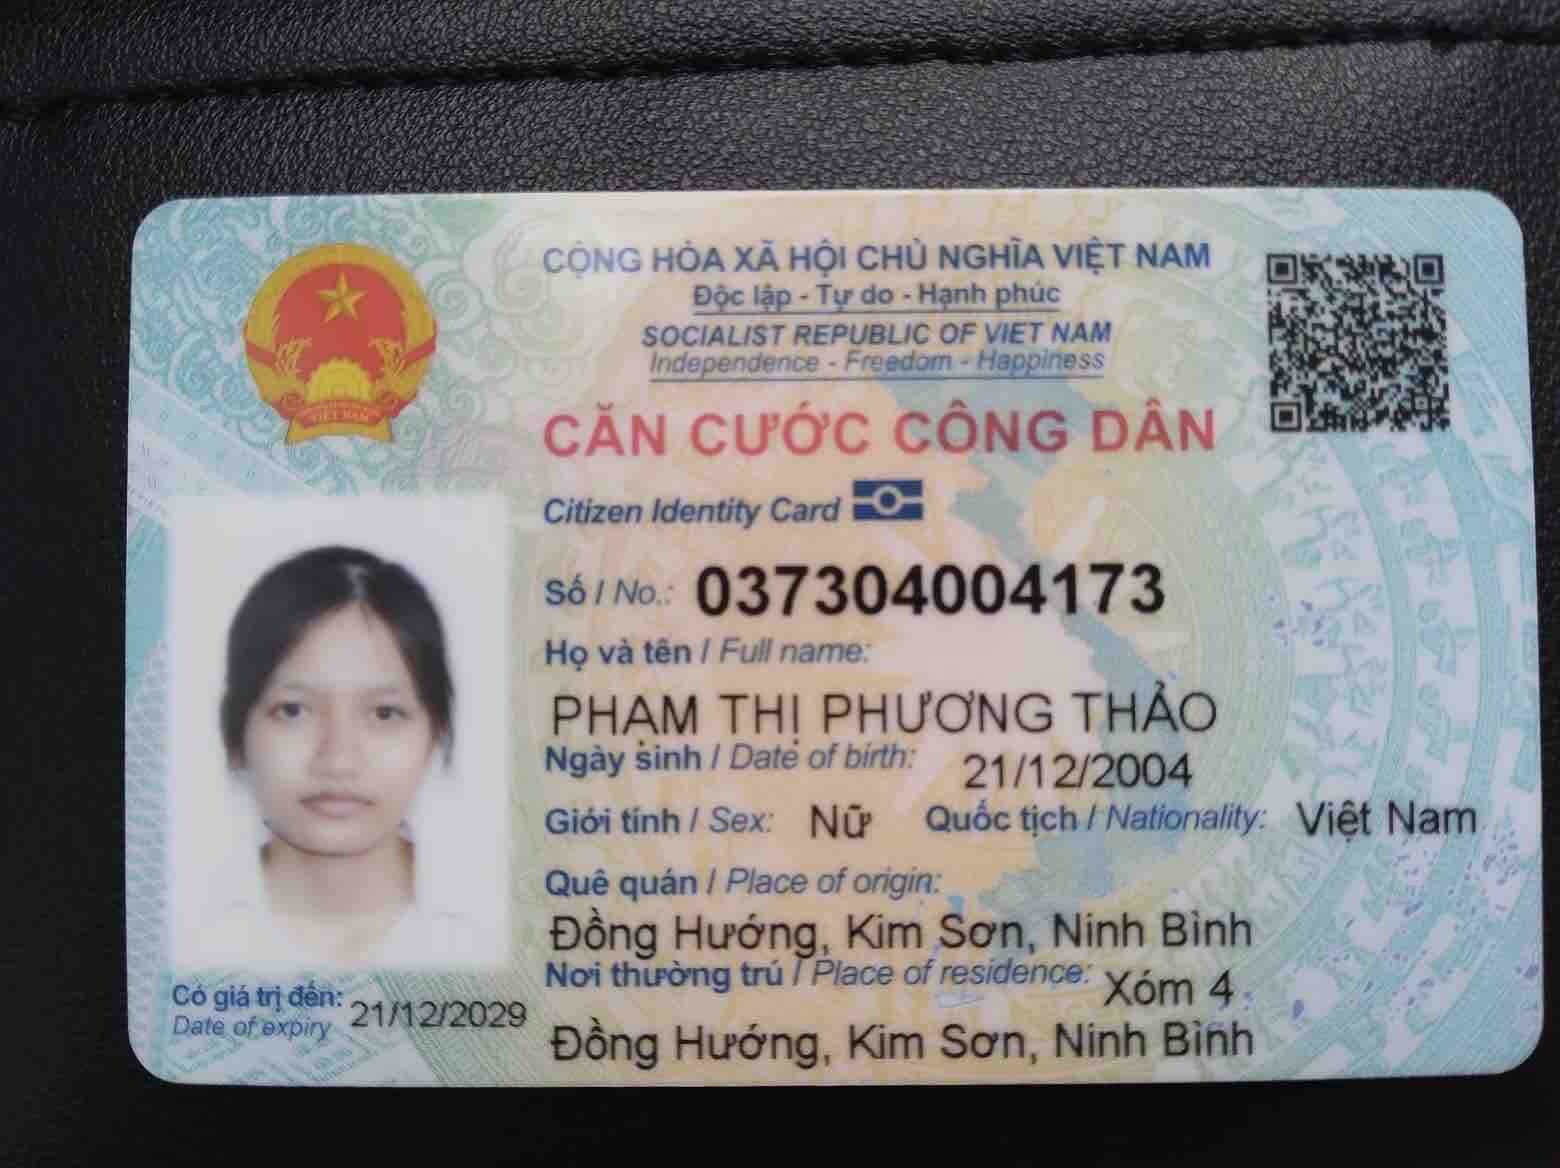 CỘNG HÒA XÃ HỘI CHỦ NGHĨA VIỆT NAM
Độc lập - Tự do - Hạnh phúc
SOCIALIST REPUBLIC OF VIET NAM
Independence - Freedom - Happiness
CĂN CƯỚC CÔNG DÂN
Citizen Identity Card
Số / No.: 037304004173
Họ và tên / Full name:
PHẠM THỊ PHƯƠNG THẢO
Ngày sinh / Date of birth: 21/12/2004
Giới tính / Sex: Nữ Quốc tịch / Nationality: Việt Nam
Quê quán / Place of origin:
Đồng Hướng, Kim Sơn, Ninh Bình
Nơi thường trú / Place of residence: Xóm 4
Đồng Hướng, Kim Sơn, Ninh Bình
Có giá trị đến: 21/12/2029
Date of expiry
VIỆT NAM